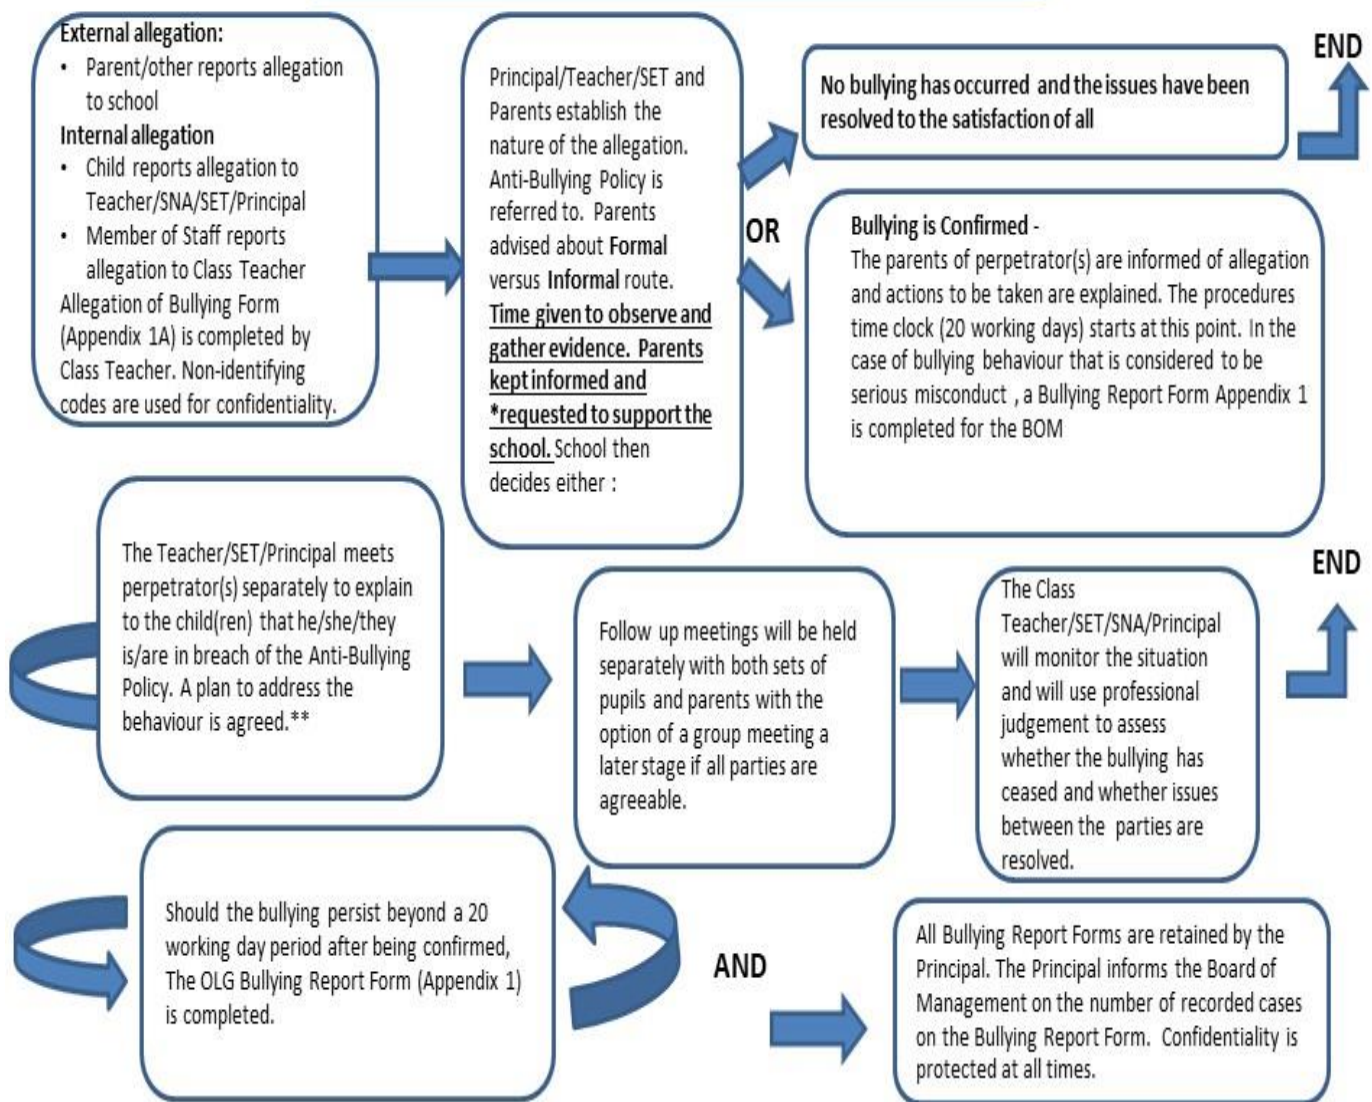 External allegation:
• Parent/other reports allegation
to school
Internal allegation
• Child reports allegation to
Teacher/SNA/SET/Principal
• Member of Staff reports
allegation to Class Teacher
Allegation of Bullying Form
(Appendix 1A) is completed by
Class Teacher. Non-identifying
codes are used for confidentiality.
Principal/Teacher/SET and
Parents establish the
nature of the allegation.
Anti-Bullying Policy is
referred to. Parents
advised about Formal
versus Informal route.
Time given to observe and
gather evidence. Parents
kept informed and
*requested to support the
school. School then
decides either :
No bullying has occurred and the issues have been
resolved to the satisfaction of all
END
OR
Bullying is Confirmed -
The parents of perpetrator(s) are informed of allegation
and actions to be taken are explained. The procedures
time clock (20 working days) starts at this point. In the
case of bullying behaviour that is considered to be
serious misconduct , a Bullying Report Form Appendix 1
is completed for the BOM
The Teacher/SET/Principal meets
perpetrator(s) separately to explain
to the child(ren) that he/she/they
is/are in breach of the Anti-Bullying
Policy. A plan to address the
behaviour is agreed.**
Follow up meetings will be held
separately with both sets of
pupils and parents with the
option of a group meeting a
later stage if all parties are
agreeable.
The Class
Teacher/SET/SNA/Principal
will monitor the situation
and will use professional
judgement to assess
whether the bullying has
ceased and whether issues
between the parties are
resolved.
END
Should the bullying persist beyond a 20
working day period after being confirmed,
The OLG Bullying Report Form (Appendix 1)
is completed.
AND
All Bullying Report Forms are retained by the
Principal. The Principal informs the Board of
Management on the number of recorded cases
on the Bullying Report Form. Confidentiality is
protected at all times.